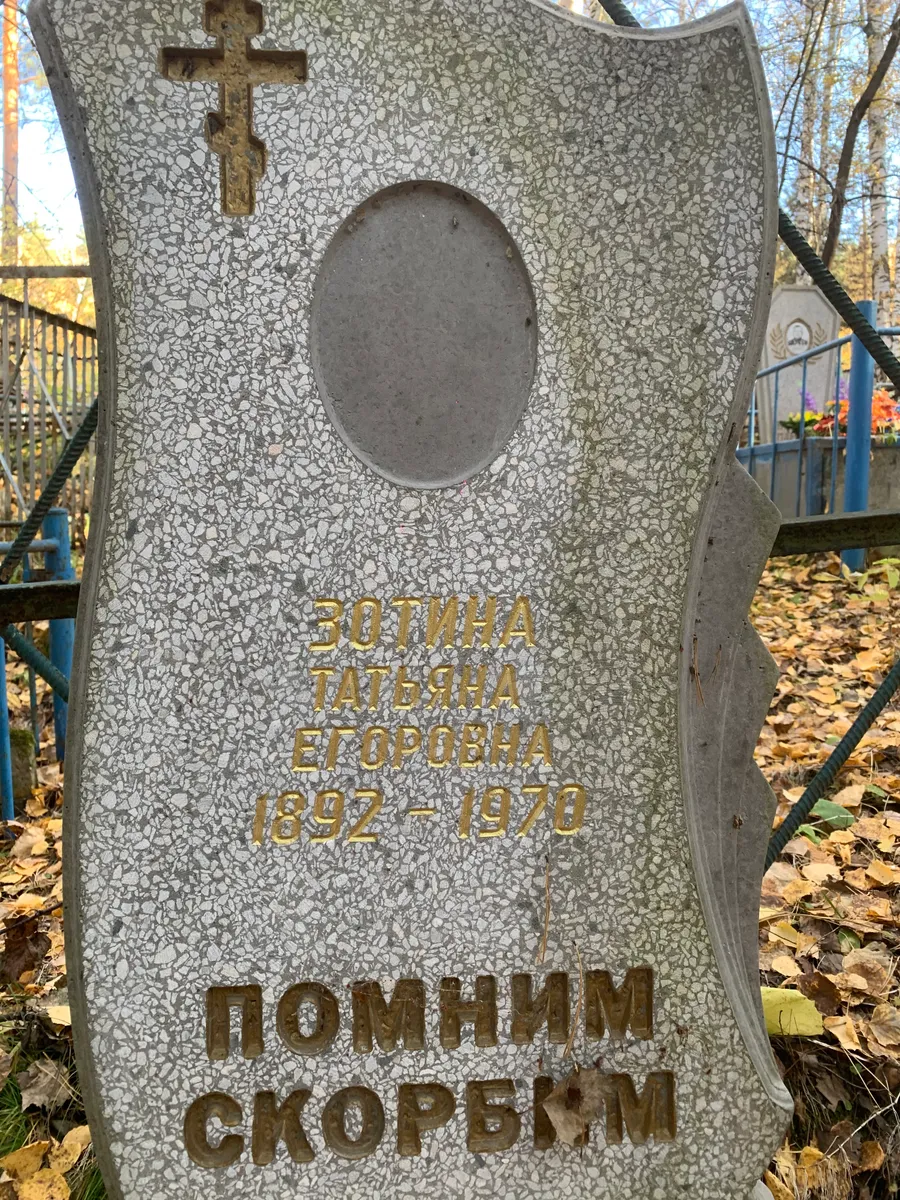 ЗОТИНА
ТАТЬЯНА
ЕГОРОВНА
1892 - 1970
ПОМНИМ
СКОРБИМ